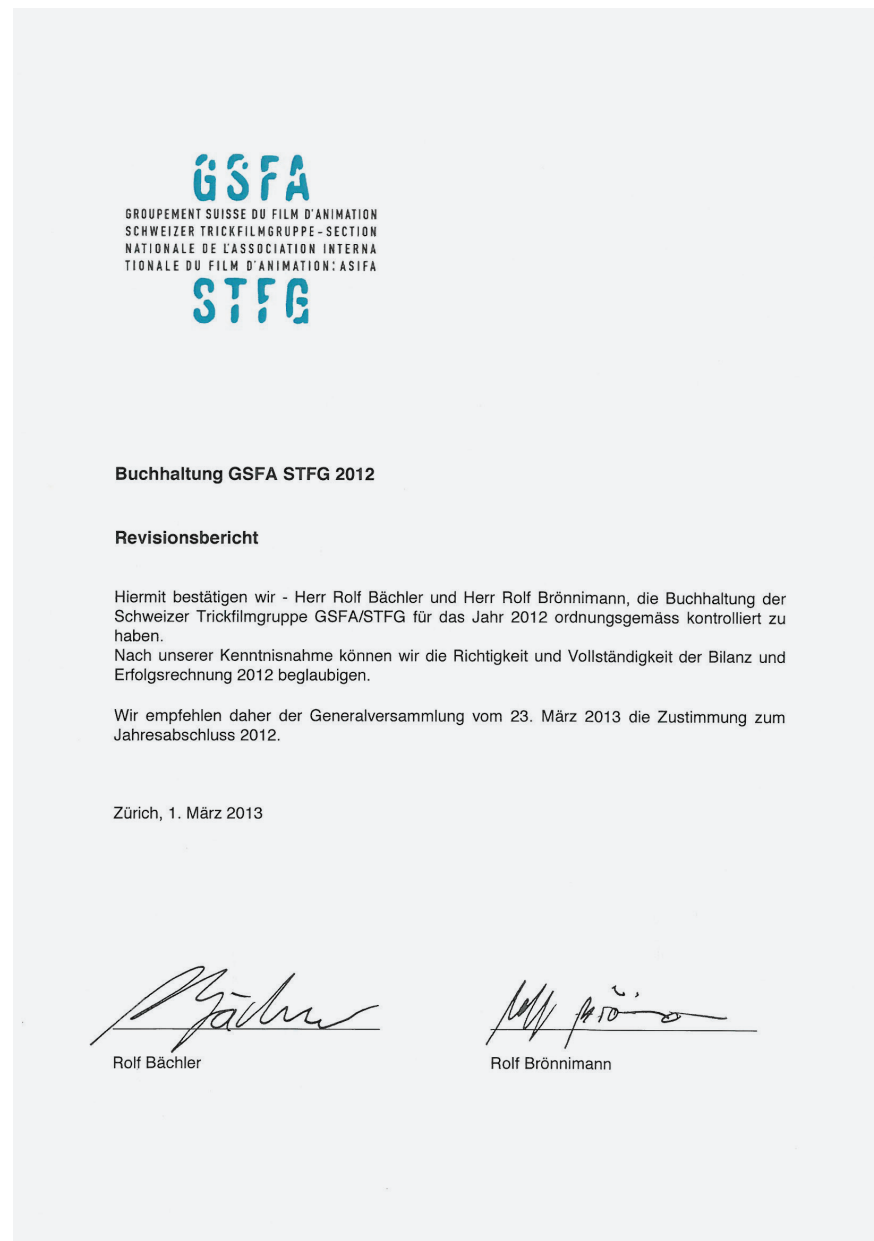 GSFA
GROUPEMENT SUISSE DU FILM D'ANIMATION
SCHWEIZER TRICKFILMGRUPPE-SECTION
NATIONALE DE L'ASSOCIATION INTERNA
TIONALE DU FILM D'ANIMATION:ASIFA
STFG
Buchhaltung GSFA STFG 2012
Revisionsbericht
Hiermit bestätigen wir - Herr Rolf Bächler und Herr Rolf Brönnimann, die Buchhaltung der
Schweizer Trickfilmgruppe GSFA/STFG für das Jahr 2012 ordnungsgemäss kontrolliert zu
haben.
Nach unserer Kenntnisnahme können wir die Richtigkeit und Vollständigkeit der Bilanz und
Erfolgsrechnung 2012 beglaubigen.
Wir empfehlen daher der Generalversammlung vom 23. März 2013 die Zustimmung zum
Jahresabschluss 2012.
Zürich, 1. März 2013
Rolf Bächler
Rolf Brönnimann